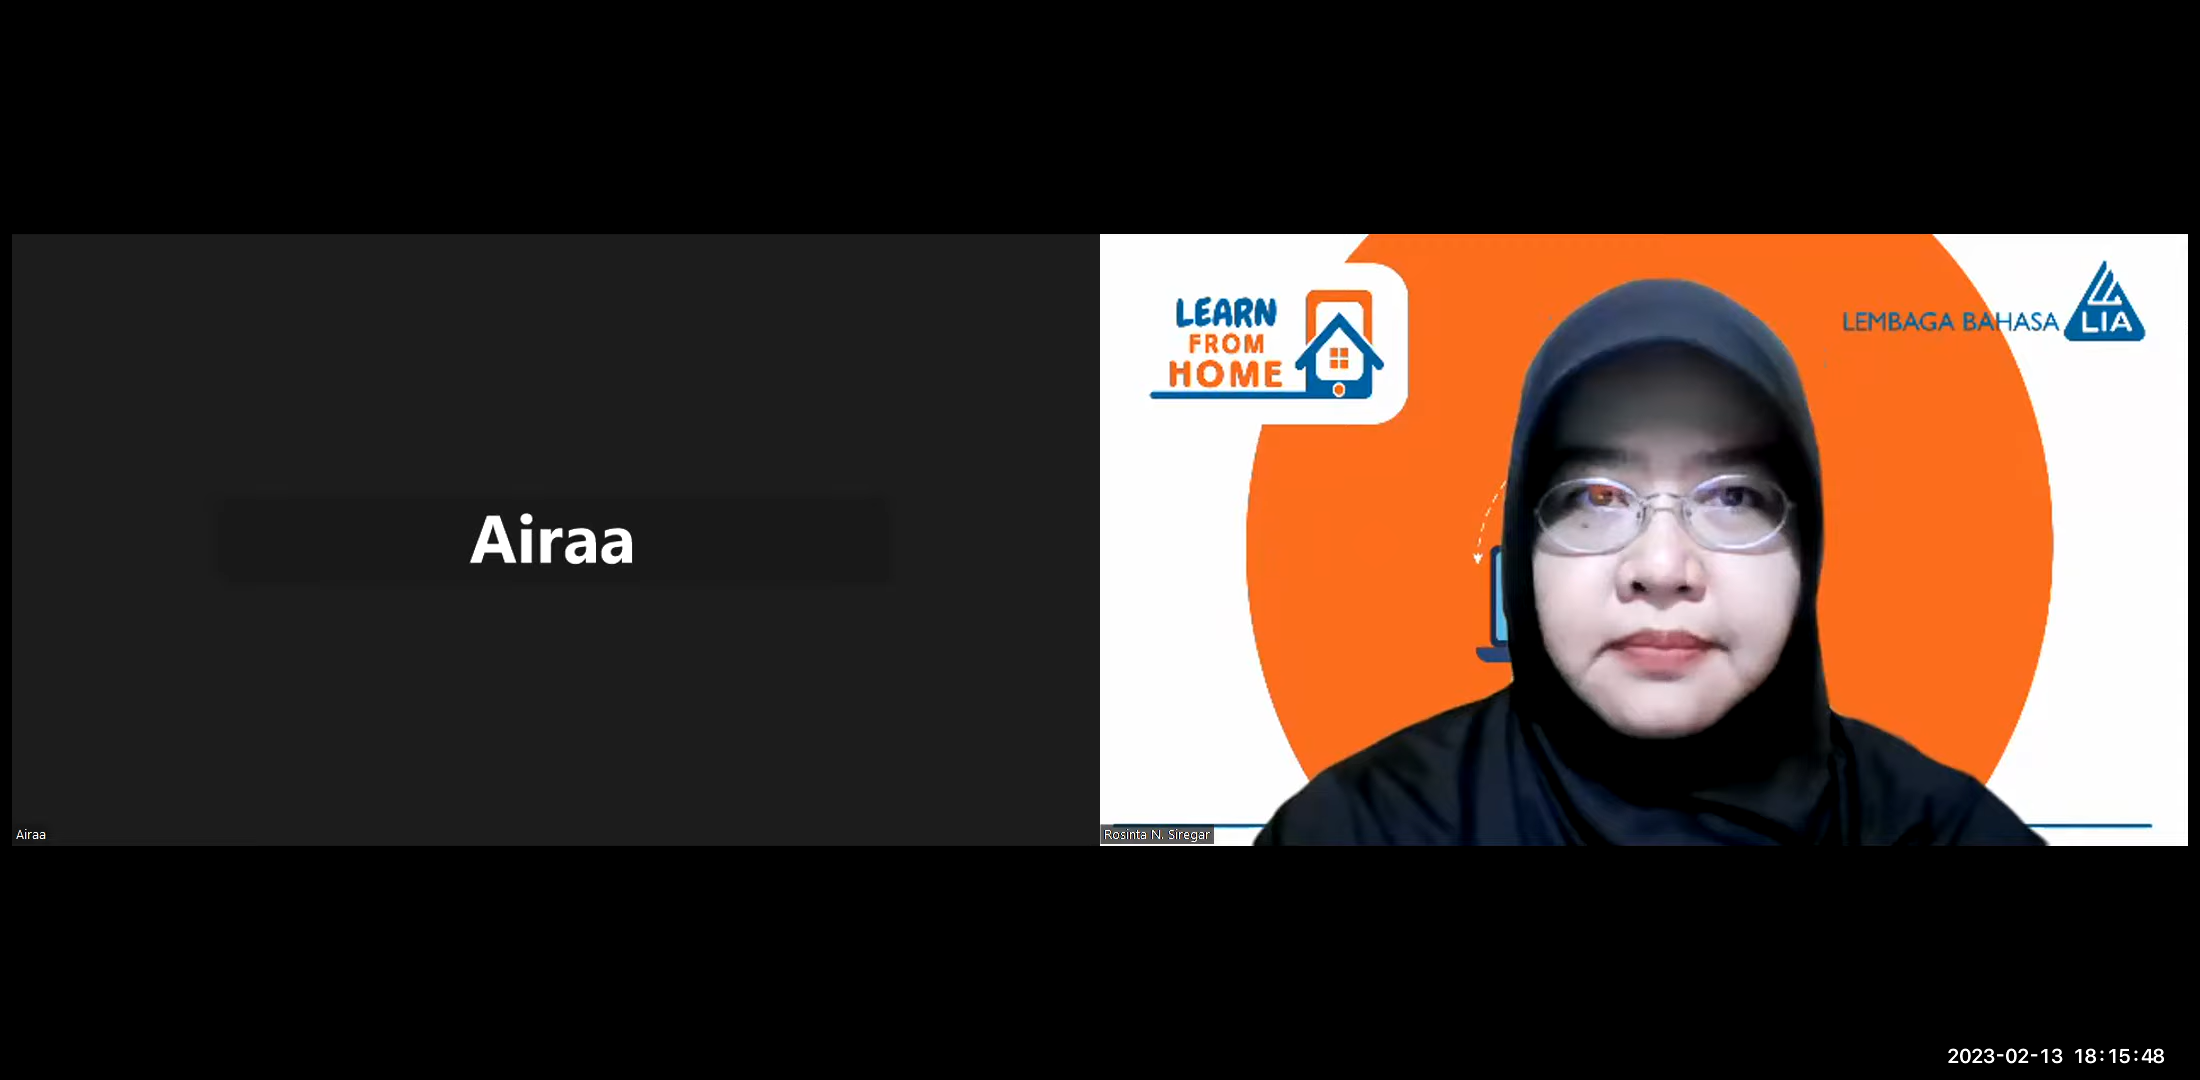 Airaa
Airaa
LEARN
FROM
HOME
LEMBAGA BAHASA LIA
Rosinta N. Siregar
2023-02-13 18:15:48